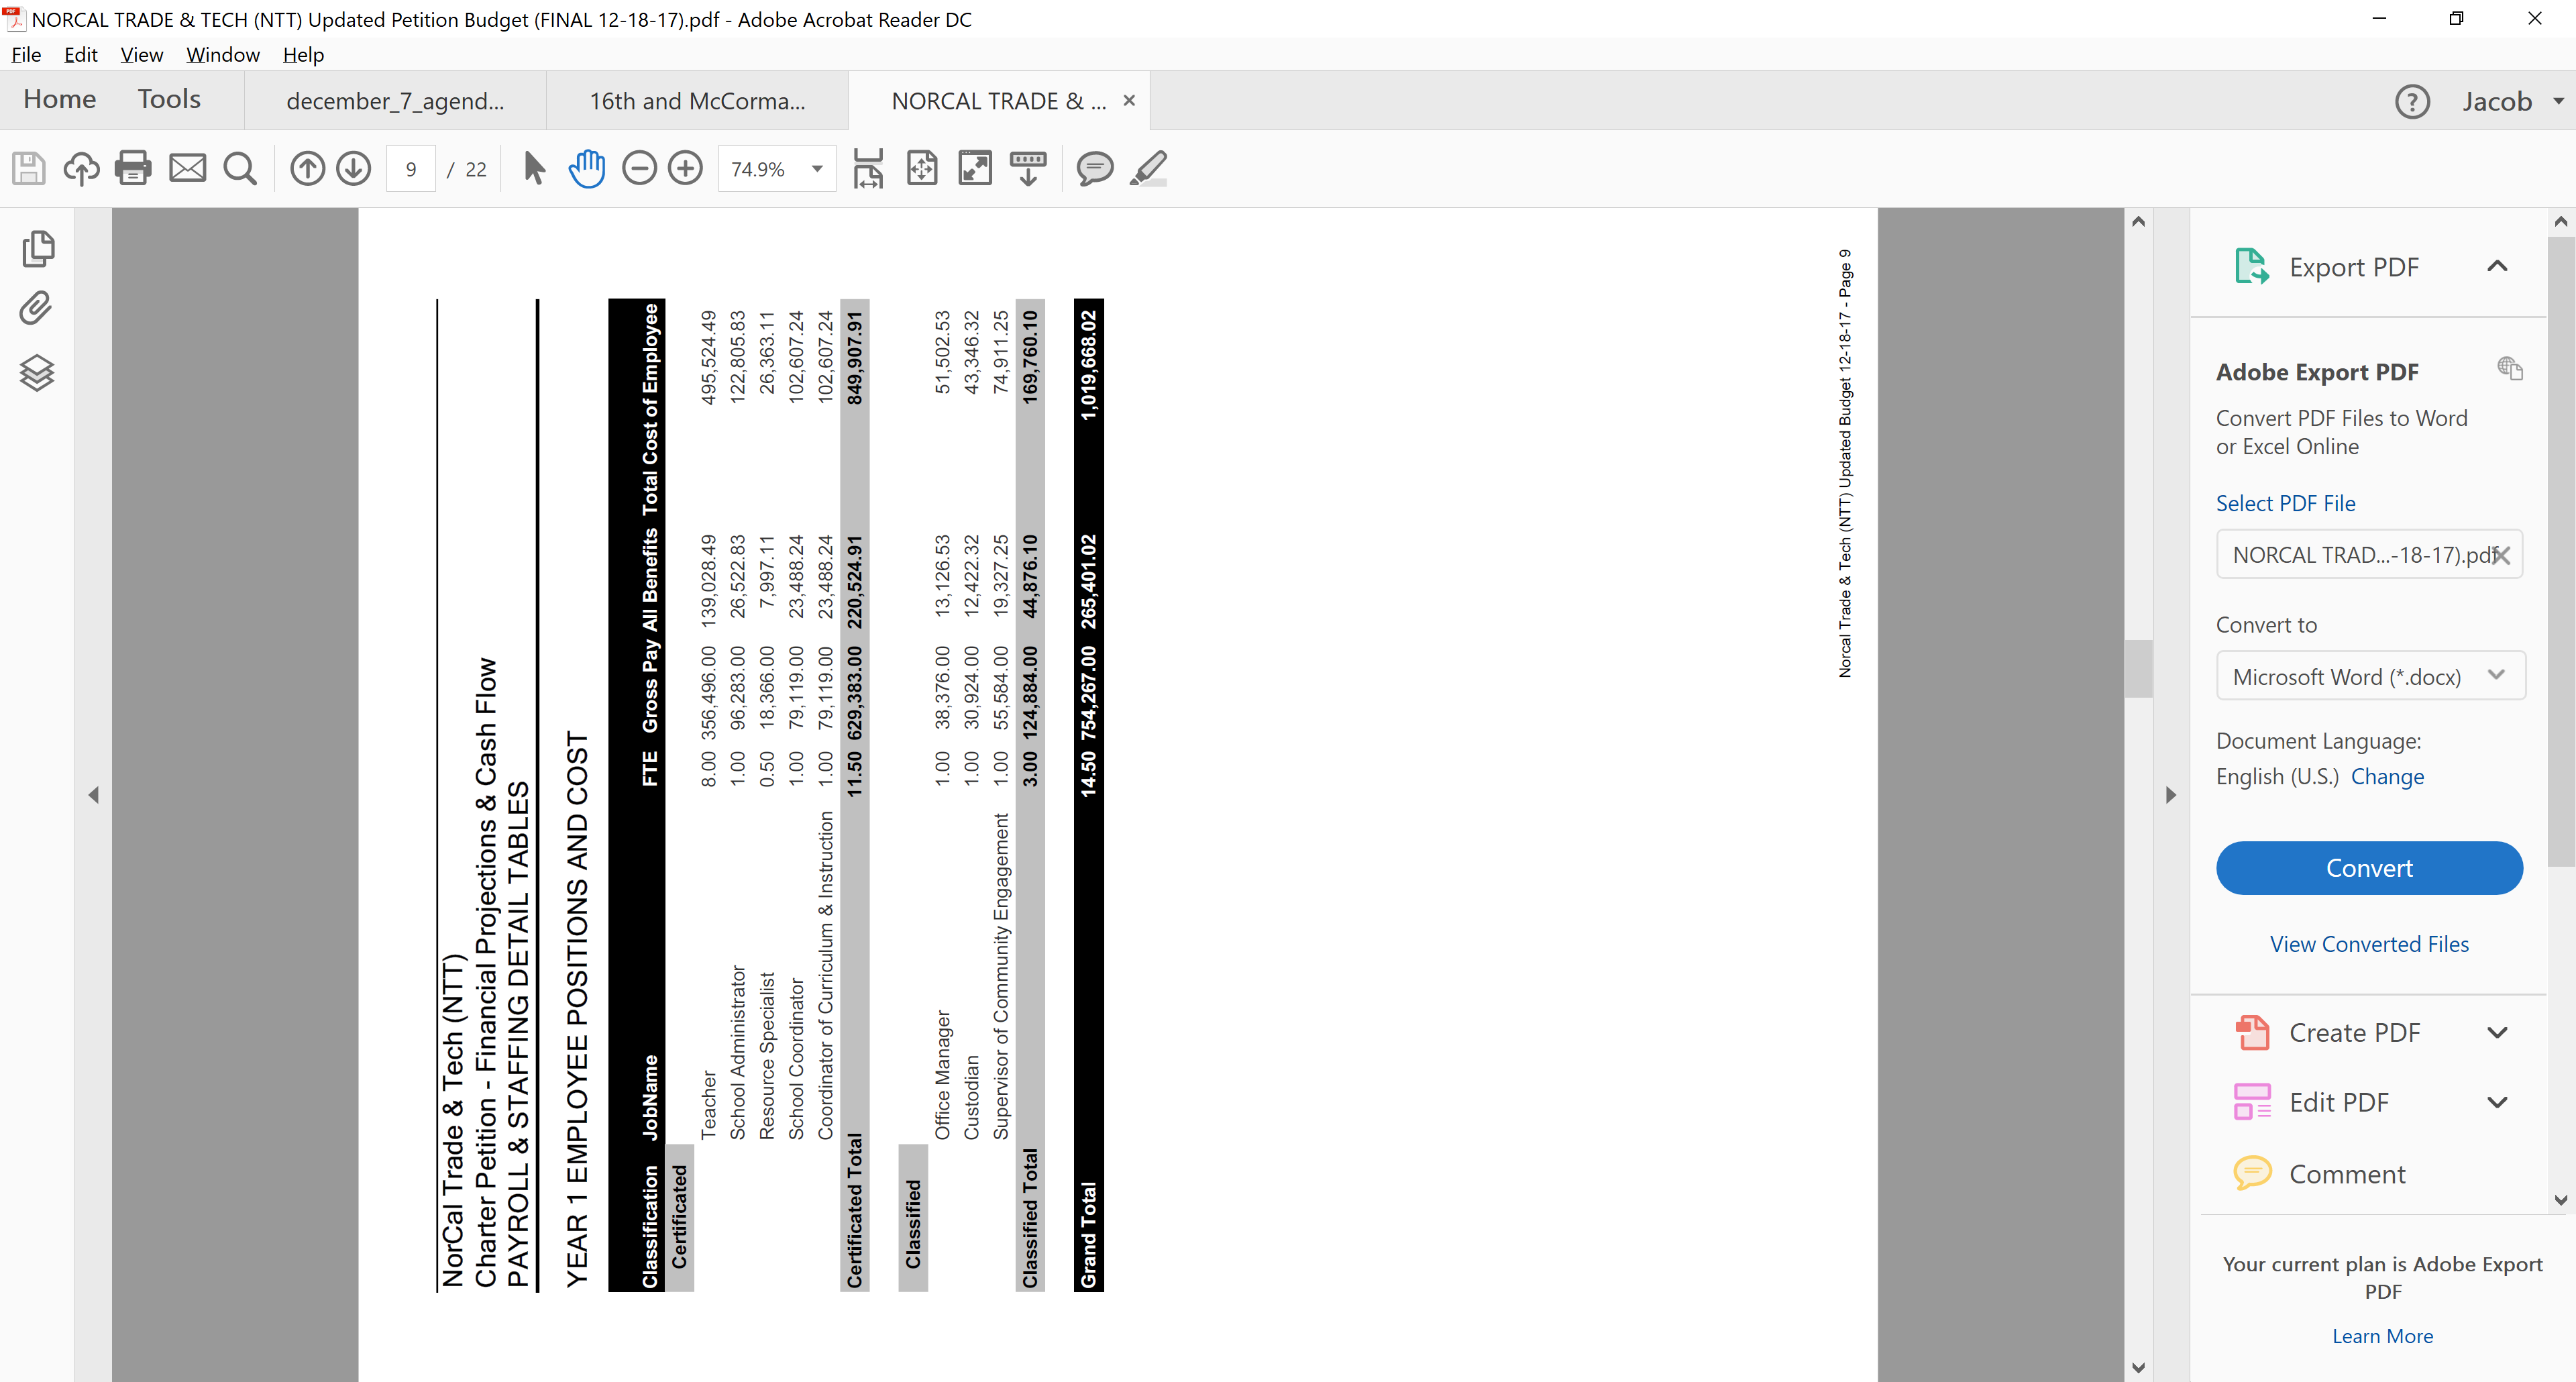 NORCAL TRADE & TECH (NTT) Updated Petition Budget (FINAL 12-18-17).pdf - Adobe Acrobat Reader DC
File Edit View Window Help
Home Tools december_7_agend... 16th and McCorma... NORCAL TRADE & ... × ? Jacob
9 / 22 74.9%
NorCal Trade & Tech (NTT)
Charter Petition - Financial Projections & Cash Flow
PAYROLL & STAFFING DETAIL TABLES
YEAR 1 EMPLOYEE POSITIONS AND COST
Classification JobName FTE Gross Pay All Benefits Total Cost of Employee
Certificated
Teacher 8.00 356,496.00 139,028.49 495,524.49
School Administrator 1.00 96,283.00 26,522.83 122,805.83
Resource Specialist 0.50 18,366.00 7,997.11 26,363.11
School Coordinator 1.00 79,119.00 23,488.24 102,607.24
Coordinator of Curriculum & Instruction 1.00 79,119.00 23,488.24 102,607.24
Certificated Total 11.50 629,383.00 220,524.91 849,907.91
Classified
Office Manager 1.00 38,376.00 13,126.53 51,502.53
Custodian 1.00 30,924.00 12,422.32 43,346.32
Supervisor of Community Engagement 1.00 55,584.00 19,327.25 74,911.25
Classified Total 3.00 124,884.00 44,876.10 169,760.10
Grand Total 14.50 754,267.00 265,401.02 1,019,668.02
Norcal Trade & Tech (NTT) Updated Budget 12-18-17 - Page 9
Export PDF
Adobe Export PDF
Convert PDF Files to Word
or Excel Online
Select PDF File
NORCAL TRAD...-18-17).pdf
Convert to
Microsoft Word (*.docx)
Document Language:
English (U.S.) Change
Convert
View Converted Files
Create PDF
Edit PDF
Comment
Your current plan is Adobe Export
PDF
Learn More